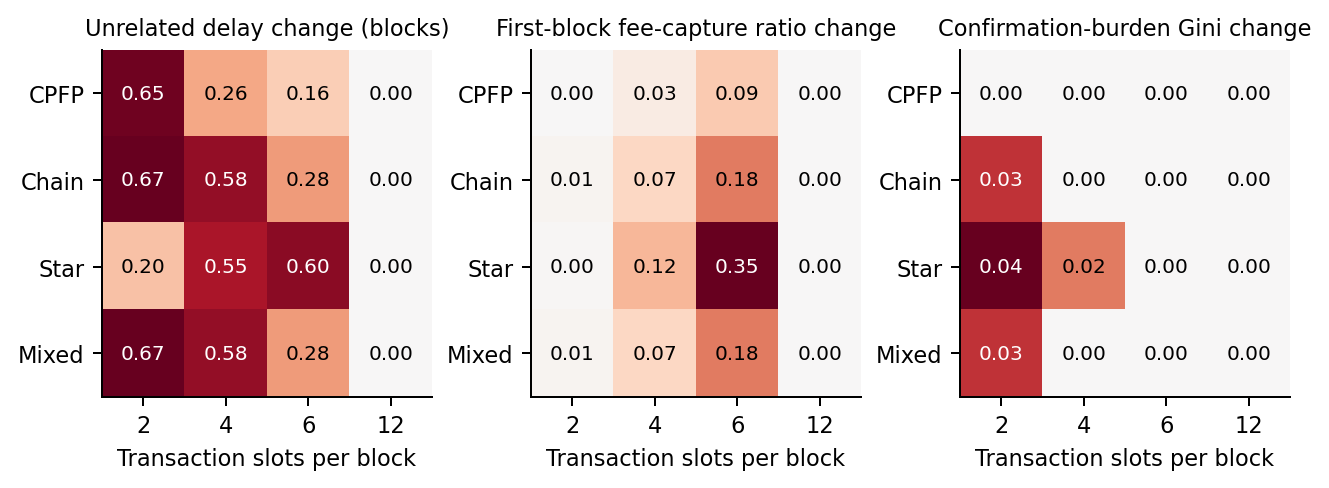 Unrelated delay change (blocks)
CPFP 0.65 0.26 0.16 0.00
Chain 0.67 0.58 0.28 0.00
Star 0.20 0.55 0.60 0.00
Mixed 0.67 0.58 0.28 0.00
2 4 6 12
Transaction slots per block
First-block fee-capture ratio change
CPFP 0.00 0.03 0.09 0.00
Chain 0.01 0.07 0.18 0.00
Star 0.00 0.12 0.35 0.00
Mixed 0.01 0.07 0.18 0.00
2 4 6 12
Transaction slots per block
Confirmation-burden Gini change
CPFP 0.00 0.00 0.00 0.00
Chain 0.03 0.00 0.00 0.00
Star 0.04 0.02 0.00 0.00
Mixed 0.03 0.00 0.00 0.00
2 4 6 12
Transaction slots per block